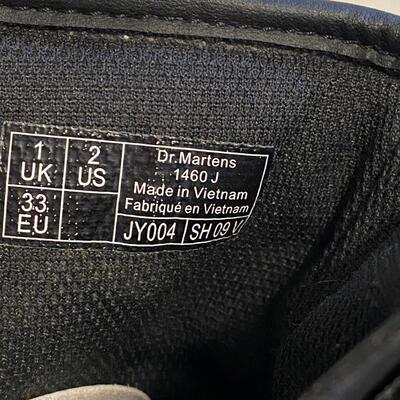 1
UK
2
US
33
EU
Dr.Martens
1460 J
Made in Vietnam
Fabriqué en Vietnam
JY004 SH 09 V